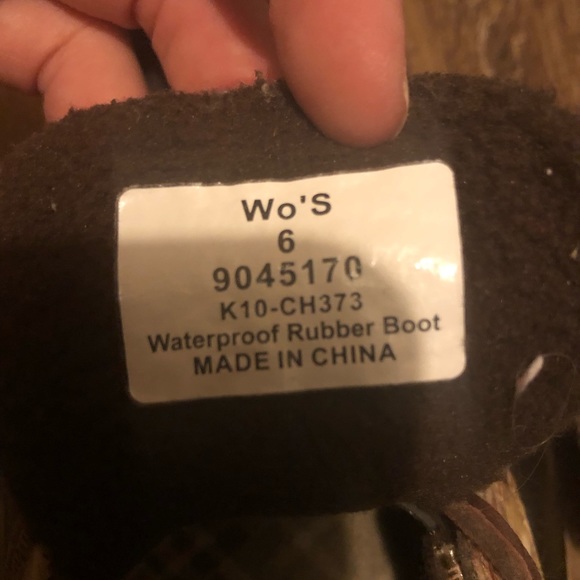 Wo'S
6
9045170
K10-CH373
Waterproof Rubber Boot
MADE IN CHINA